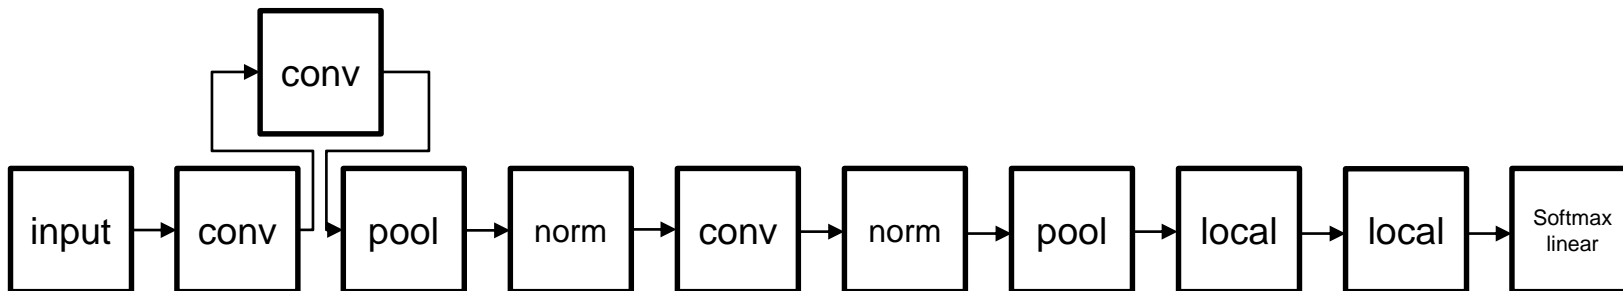 conv
input
conv
pool
norm
conv
norm
pool
local
local
Softmax
linear